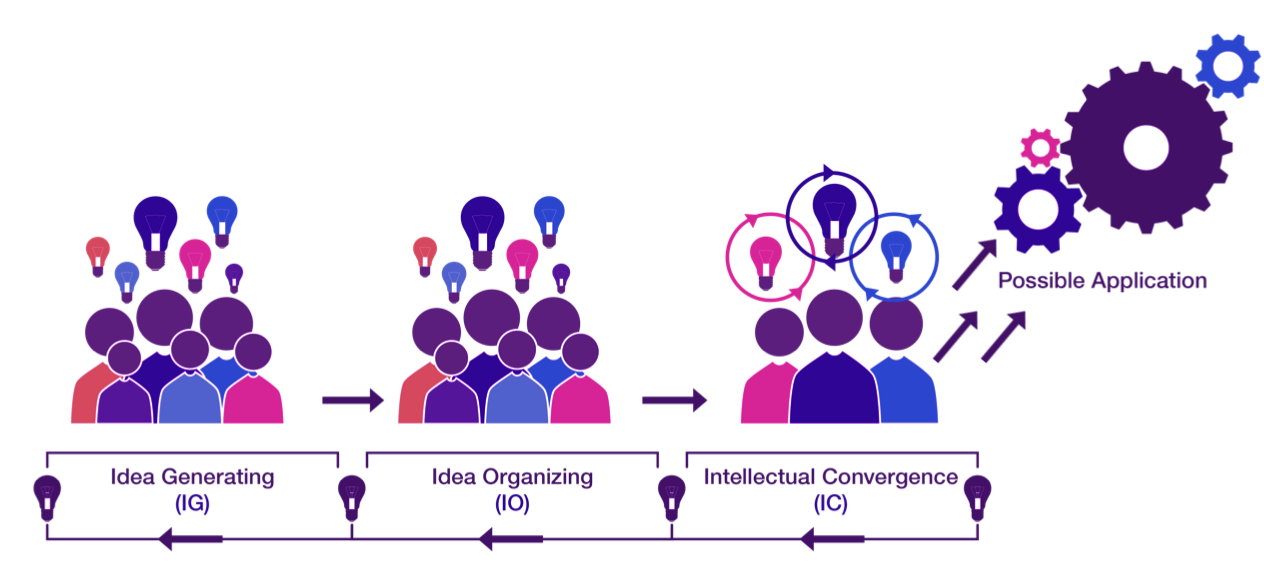 Possible Application
Idea Generating
(IG)
Idea Organizing
(IO)
Intellectual Convergence
(IC)